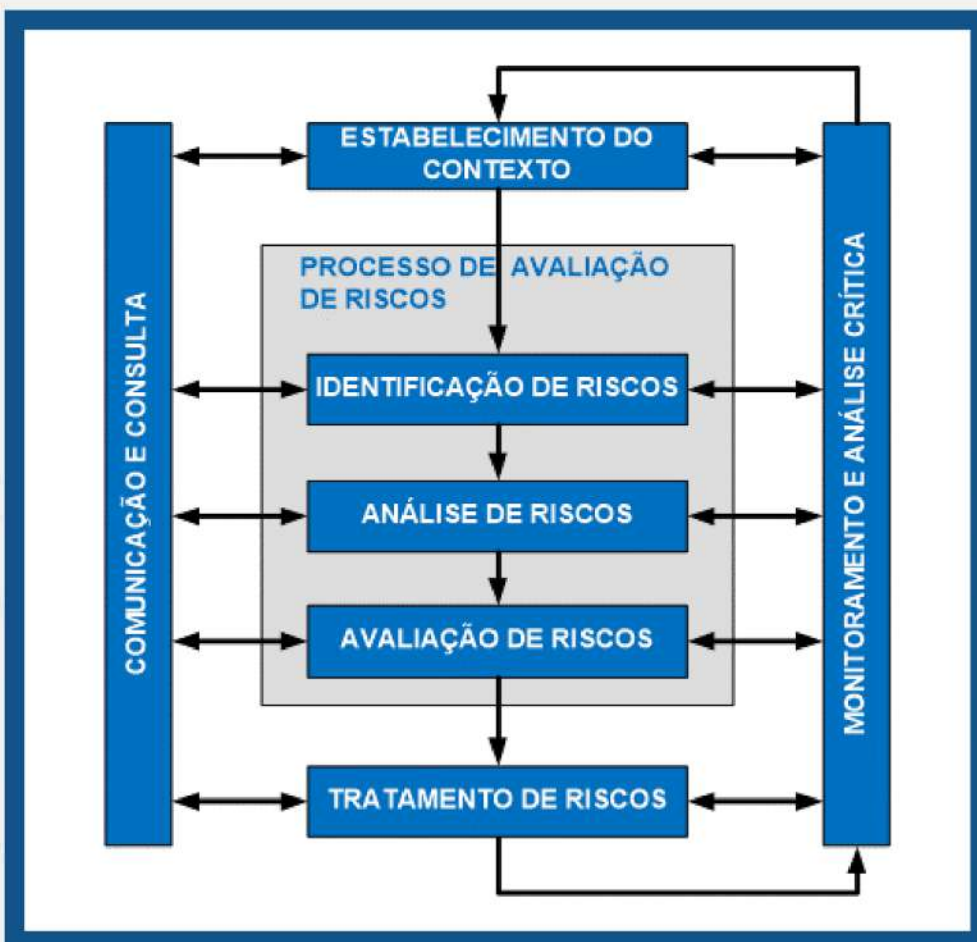 ESTABELECIMENTO DO
CONTEXTO
PROCESSO DE AVALIAÇÃO
DE RISCOS
IDENTIFICAÇÃO DE RISCOS
ANÁLISE DE RISCOS
AVALIAÇÃO DE RISCOS
TRATAMENTO DE RISCOS
COMUNICAÇÃO E CONSULTA
MONITORAMENTO E ANÁLISE CRÍTICA